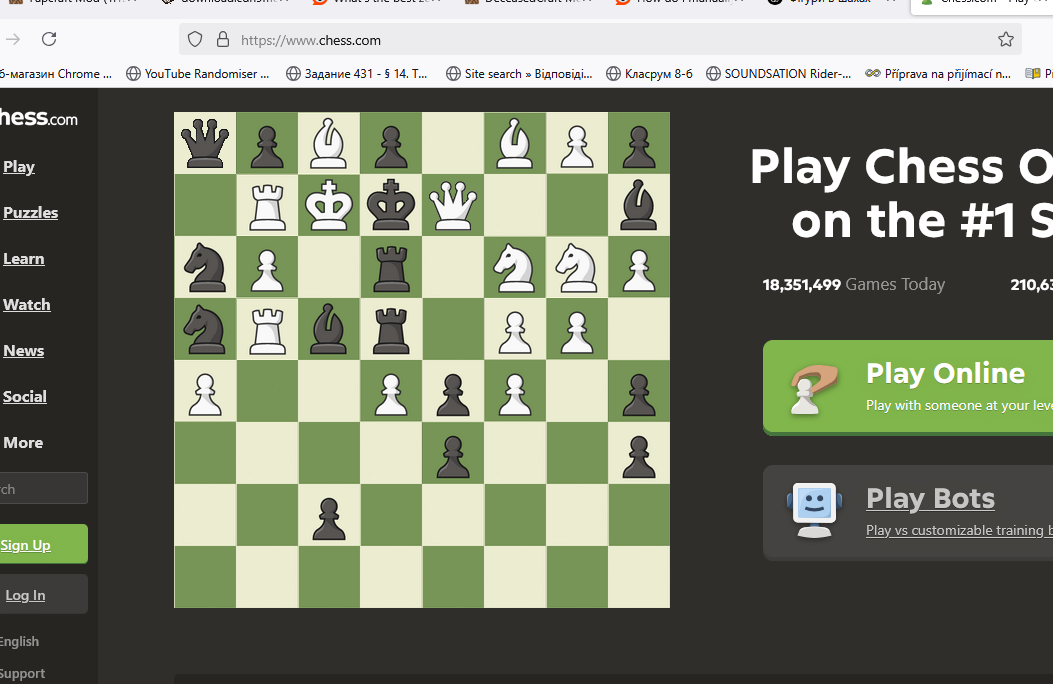 https://www.chess.com
б-магазин Chrome ...
YouTube Randomiser ...
Задание 431 - § 14. Т...
Site search » Відповіді...
Класрум 8-б
SOUNDSATION Rider-...
Příprava na přijímací n...
hess.com
Play
Puzzles
Learn
Watch
News
Social
More
rch
Sign Up
Log In
English
Support
Play Chess O
on the #1 S
18,351,499 Games Today
210,63
Play Online
Play with someone at your leve
Play Bots
Play vs customizable training b